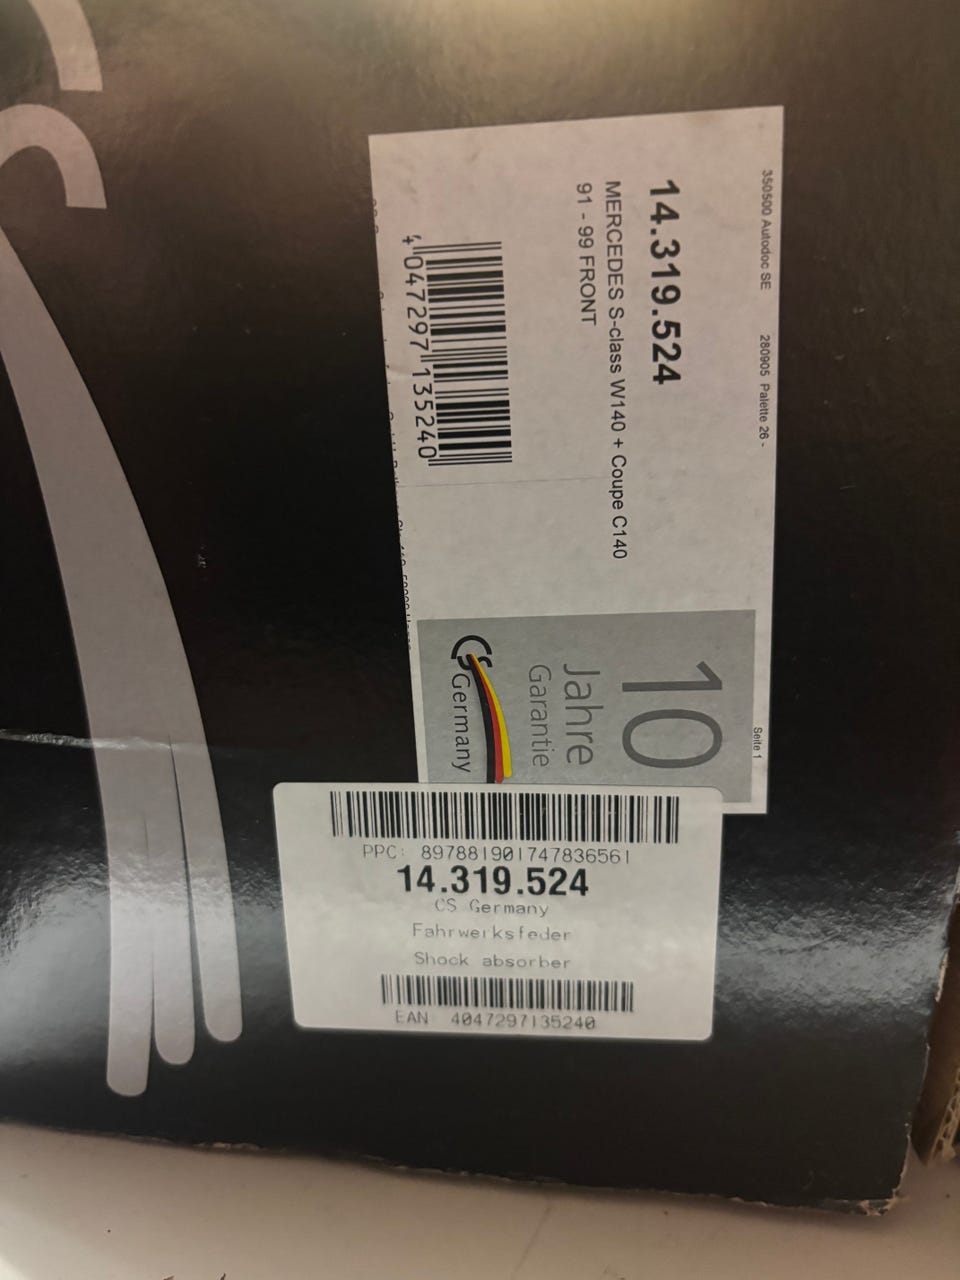 350500 Autodoc SE 280905 Palette 26 -
Seite 1
14.319.524
MERCEDES S-class W140 + Coupe C140
91 - 99 FRONT
4 047297 135240
10
Jahre
Garantie
CS Germany
PPC: 897881901747836561
14.319.524
CS Germany
Fahrwerksfeder
Shock absorber
EAN 4047297135240